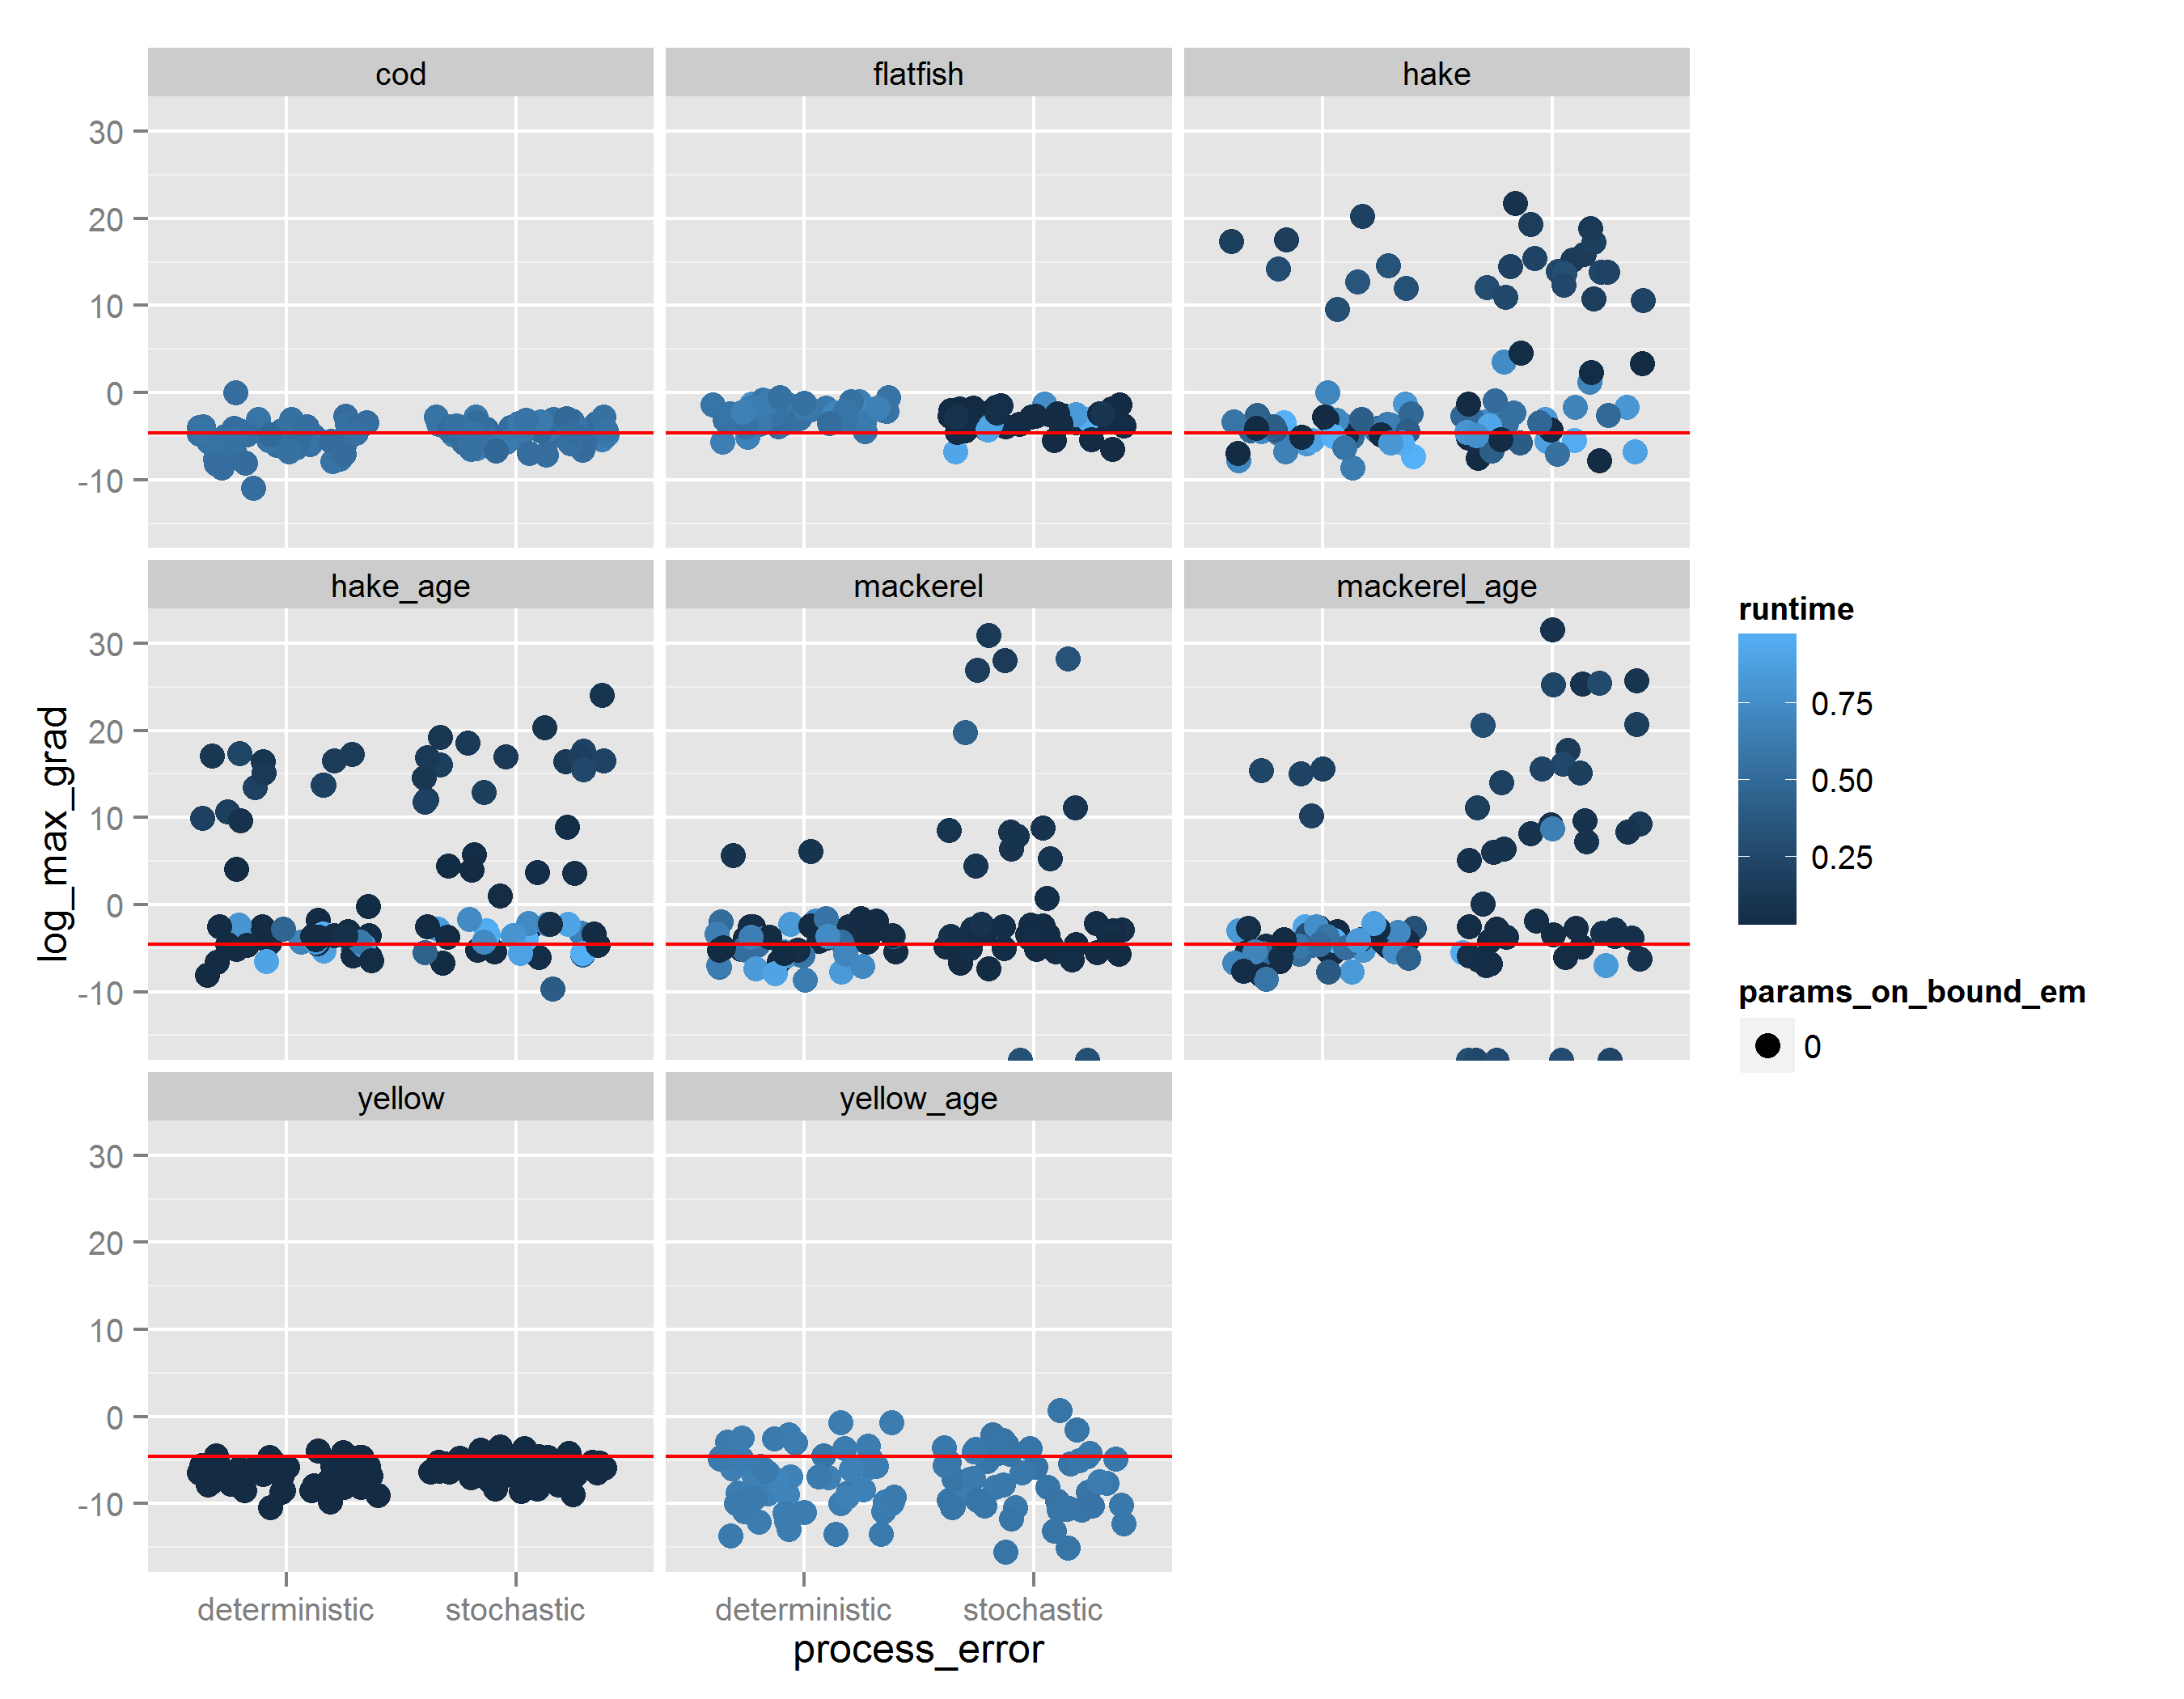 cod flatfish hake
30
20
10
0
-10
hake_age mackerel mackerel_age
30
20
10
0
-10
log_max_grad
yellow yellow_age
30
20
10
0
-10
deterministic stochastic deterministic stochastic
process_error
runtime
0.75
0.50
0.25
params_on_bound_em
0